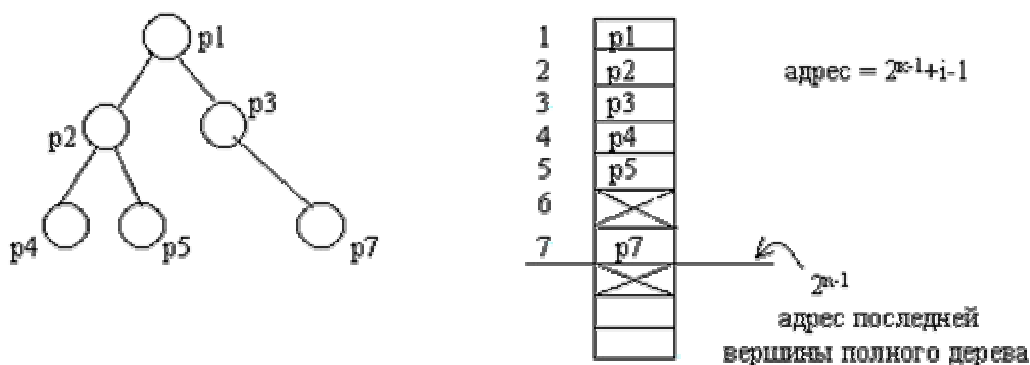 p1
p2
p3
p4
p5
p7
1 p1
2 p2
3 p3
4 p4
5 p5
6
7 p7
адрес = 2ᵏ⁻¹+i-1
2ᵏ⁻¹
адрес последней
вершины полного дерева